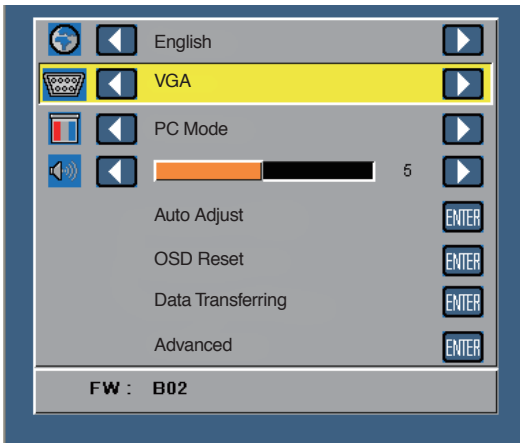 English
VGA
PC Mode
5
Auto Adjust ENTER
OSD Reset ENTER
Data Transferring ENTER
Advanced ENTER
FW : B02